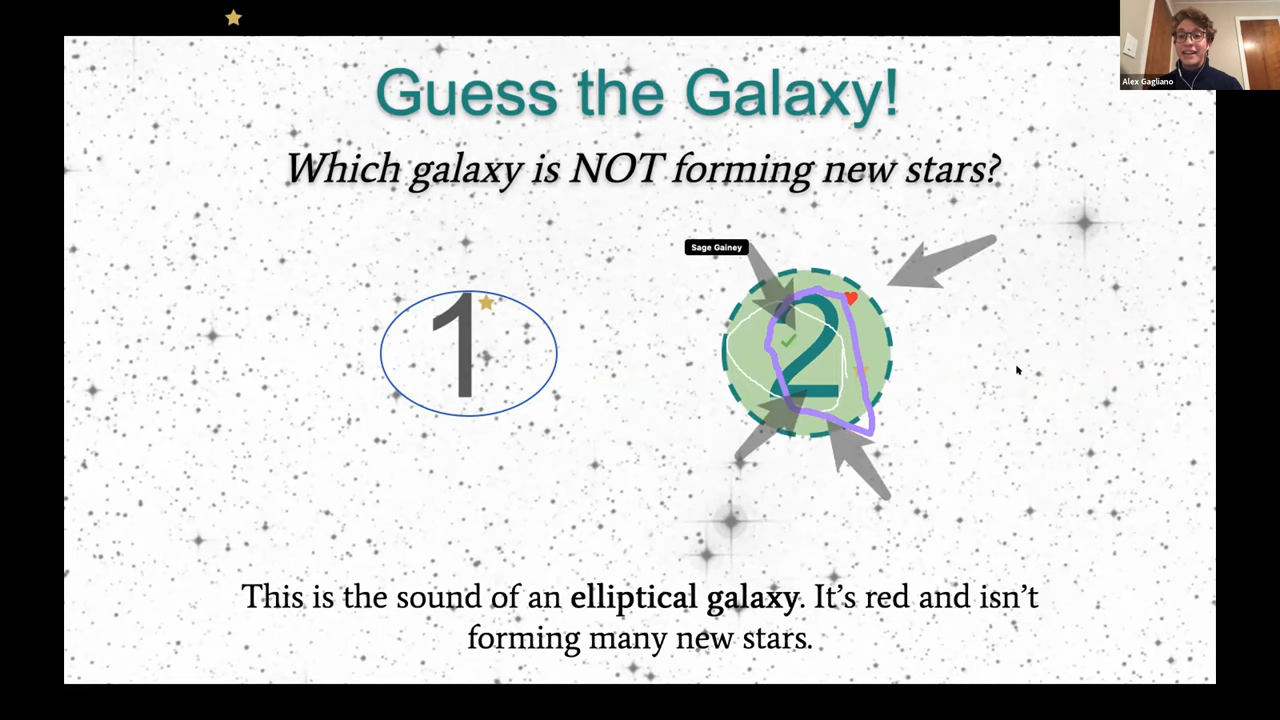 Alex Gagliano
Guess the Galaxy!
Which galaxy is NOT forming new stars?
Sage Gainey
1
2
This is the sound of an elliptical galaxy. It’s red and isn’t
forming many new stars.